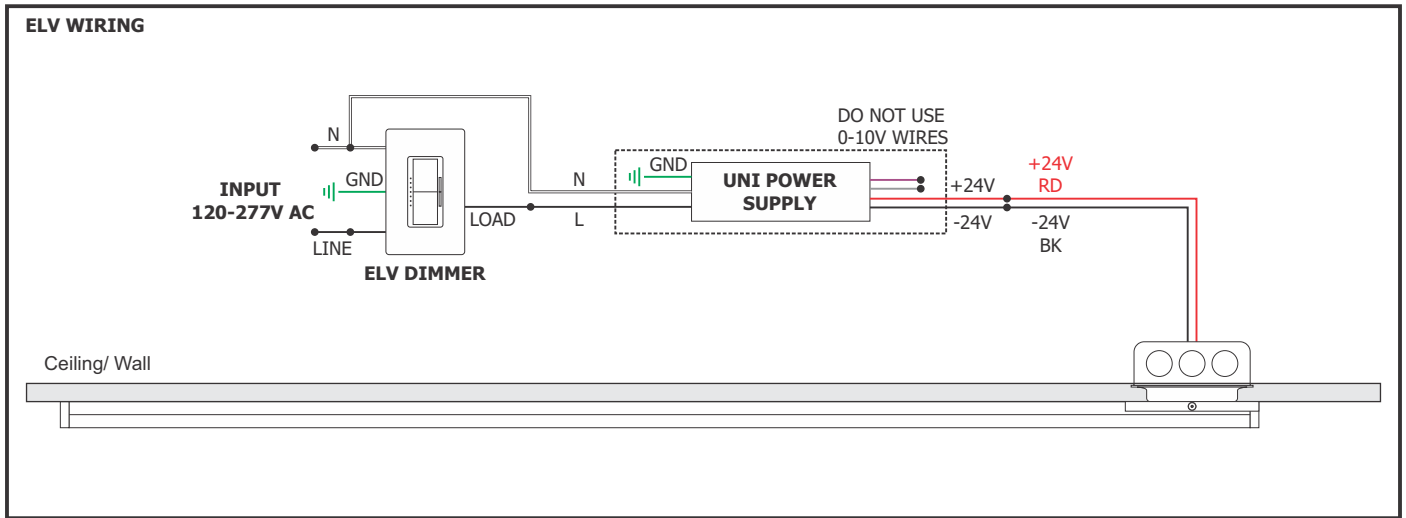 ELV WIRING
DO NOT USE
0-10V WIRES
N
GND
INPUT
120-277V AC
LINE
LOAD
ELV DIMMER
N
L
GND
UNI POWER
SUPPLY
+24V
-24V
+24V
RD
-24V
BK
Ceiling/ Wall